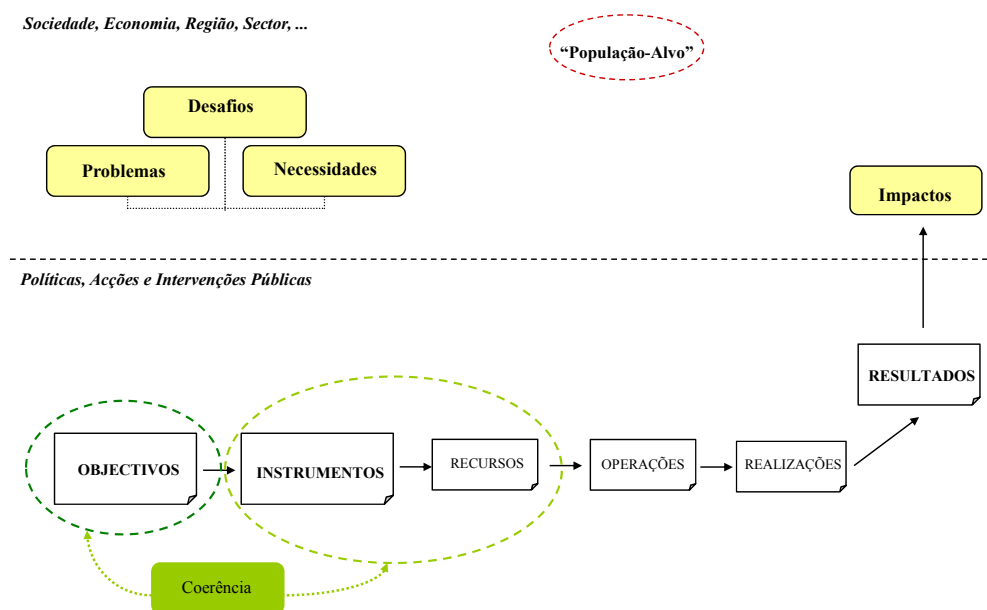 Sociedade, Economia, Região, Sector, ...
“População-Alvo”
Desafios
Problemas
Necessidades
Impactos
Políticas, Acções e Intervenções Públicas
RESULTADOS
OBJECTIVOS
INSTRUMENTOS
RECURSOS
OPERAÇÕES
REALIZAÇÕES
Coerência